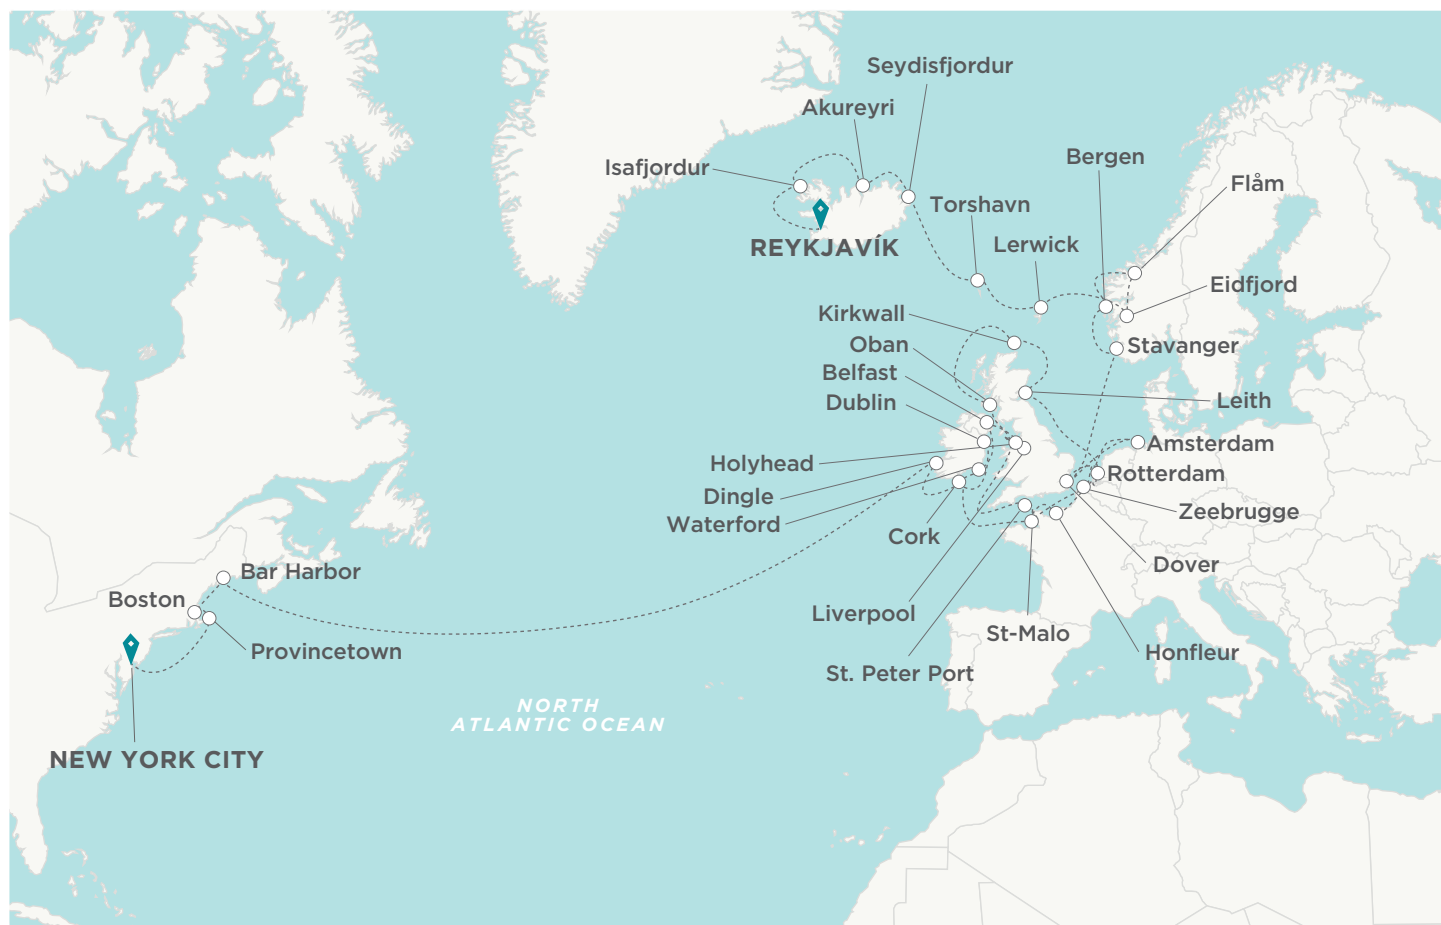 Seydisfjordur
Akureyri
Isafjordur
Bergen
Flåm
Torshavn
REYKJAVÍK
Lerwick
Eidfjord
Kirkwall
Oban
Stavanger
Belfast
Dublin
Leith
Amsterdam
Holyhead
Rotterdam
Dingle
Zeebrugge
Waterford
Cork
Dover
Bar Harbor
Boston
Liverpool
St-Malo
Provincetown
Honfleur
St. Peter Port
NORTH
ATLANTIC OCEAN
NEW YORK CITY